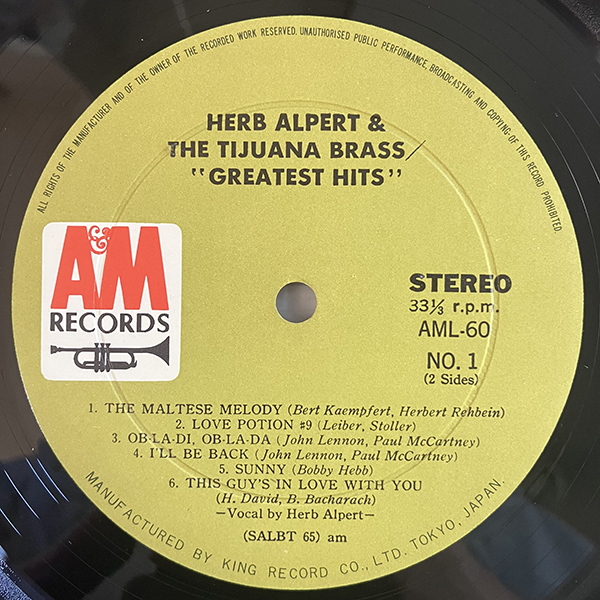 ALL RIGHTS OF THE MANUFACTURER AND OF THE OWNER OF THE RECORDED WORK RESERVED. UNAUTHORISED PUBLIC PERFORMANCE, BROADCASTING AND COPYING OF THIS RECORD PROHIBITED.
HERB ALPERT &
THE TIJUANA BRASS/
"GREATEST HITS"
A&M
RECORDS
STEREO
33⅓ r.p.m.
AML-60
NO. 1
(2 Sides)
1. THE MALTESE MELODY (Bert Kaempfert, Herbert Rehbein)
2. LOVE POTION #9 (Leiber, Stoller)
3. OB-LA-DI, OB-LA-DA (John Lennon, Paul McCartney)
4. I'LL BE BACK (John Lennon, Paul McCartney)
5. SUNNY (Bobby Hebb)
6. THIS GUY'S IN LOVE WITH YOU
(H. David, B. Bacharach)
—Vocal by Herb Alpert—
(SALBT 65) am
MANUFACTURED BY KING RECORD CO., LTD. TOKYO, JAPAN.